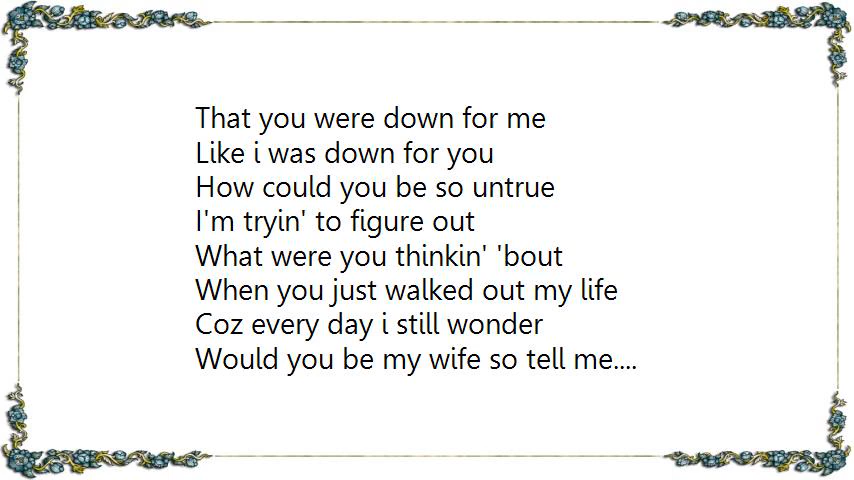 That you were down for me
Like i was down for you
How could you be so untrue
I'm tryin' to figure out
What were you thinkin' 'bout
When you just walked out my life
Coz every day i still wonder
Would you be my wife so tell me....